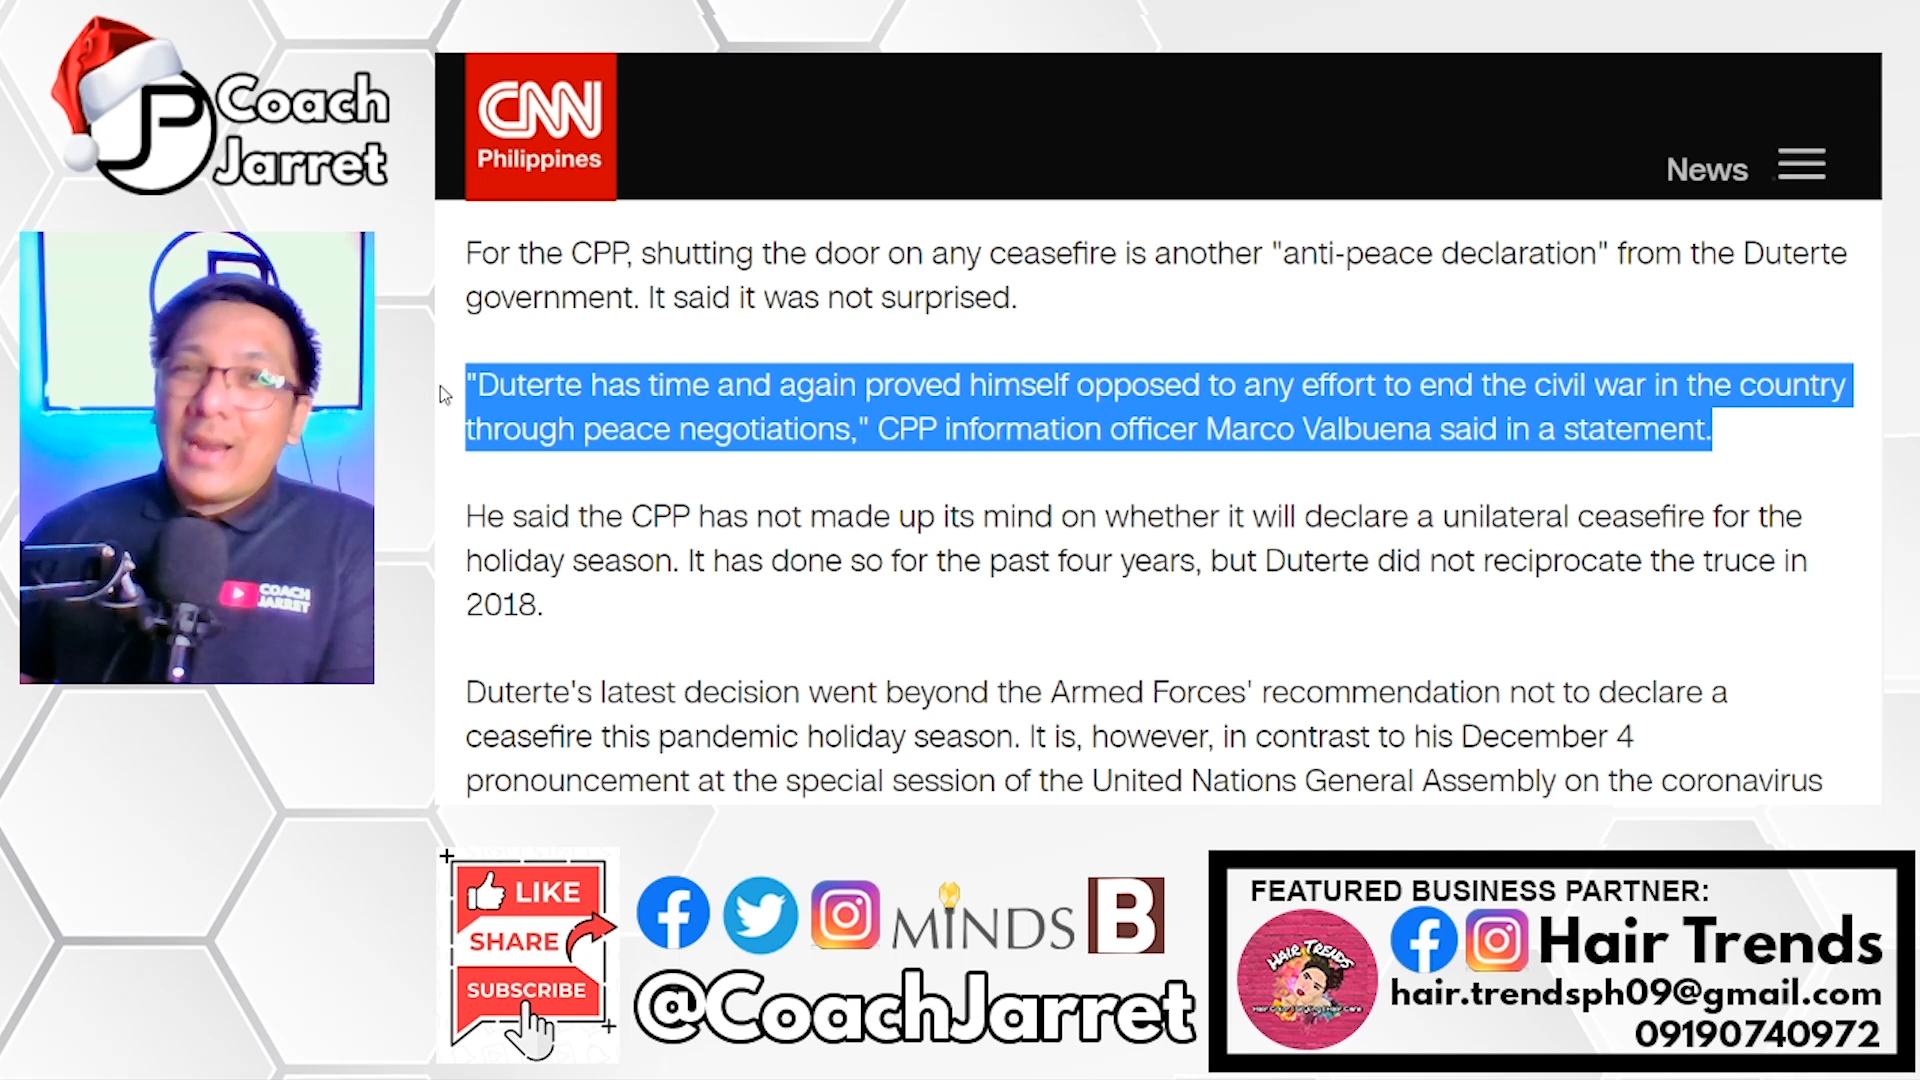 Coach
Jarret
CNN
Philippines
News
For the CPP, shutting the door on any ceasefire is another "anti-peace declaration" from the Duterte
government. It said it was not surprised.
"Duterte has time and again proved himself opposed to any effort to end the civil war in the country
through peace negotiations," CPP information officer Marco Valbuena said in a statement.
He said the CPP has not made up its mind on whether it will declare a unilateral ceasefire for the
holiday season. It has done so for the past four years, but Duterte did not reciprocate the truce in
2018.
Duterte's latest decision went beyond the Armed Forces' recommendation not to declare a
ceasefire this pandemic holiday season. It is, however, in contrast to his December 4
pronouncement at the special session of the United Nations General Assembly on the coronavirus
COACH
JARRET
LIKE
SHARE
SUBSCRIBE
MINDS
B
@CoachJarret
FEATURED BUSINESS PARTNER:
HAIR TRENDS
Hair Trends
hair.trendsph09@gmail.com
09190740972